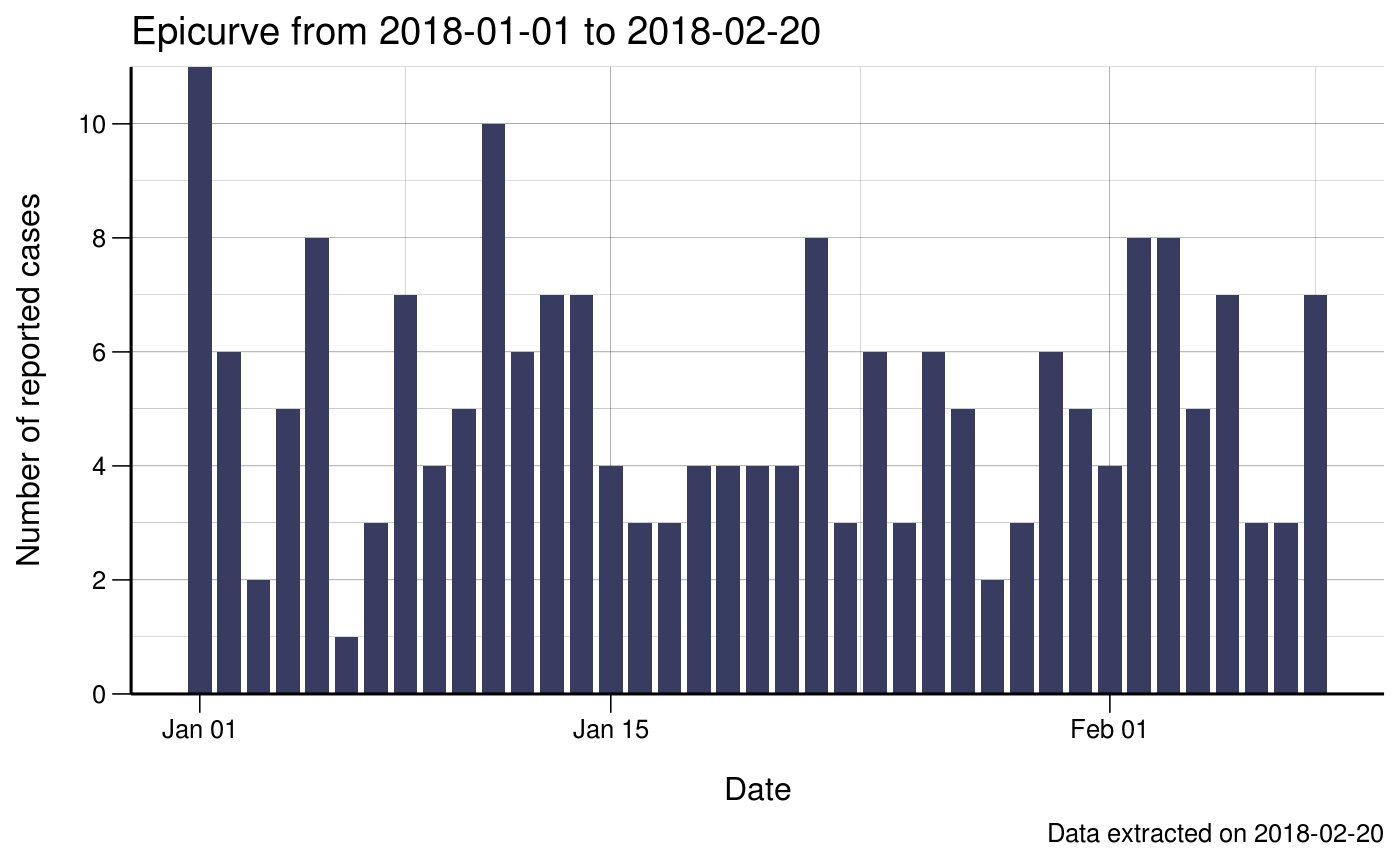 Epicurve from 2018-01-01 to 2018-02-20
Number of reported cases
10
8
6
4
2
0
Jan 01 Jan 15 Feb 01
Date
Data extracted on 2018-02-20